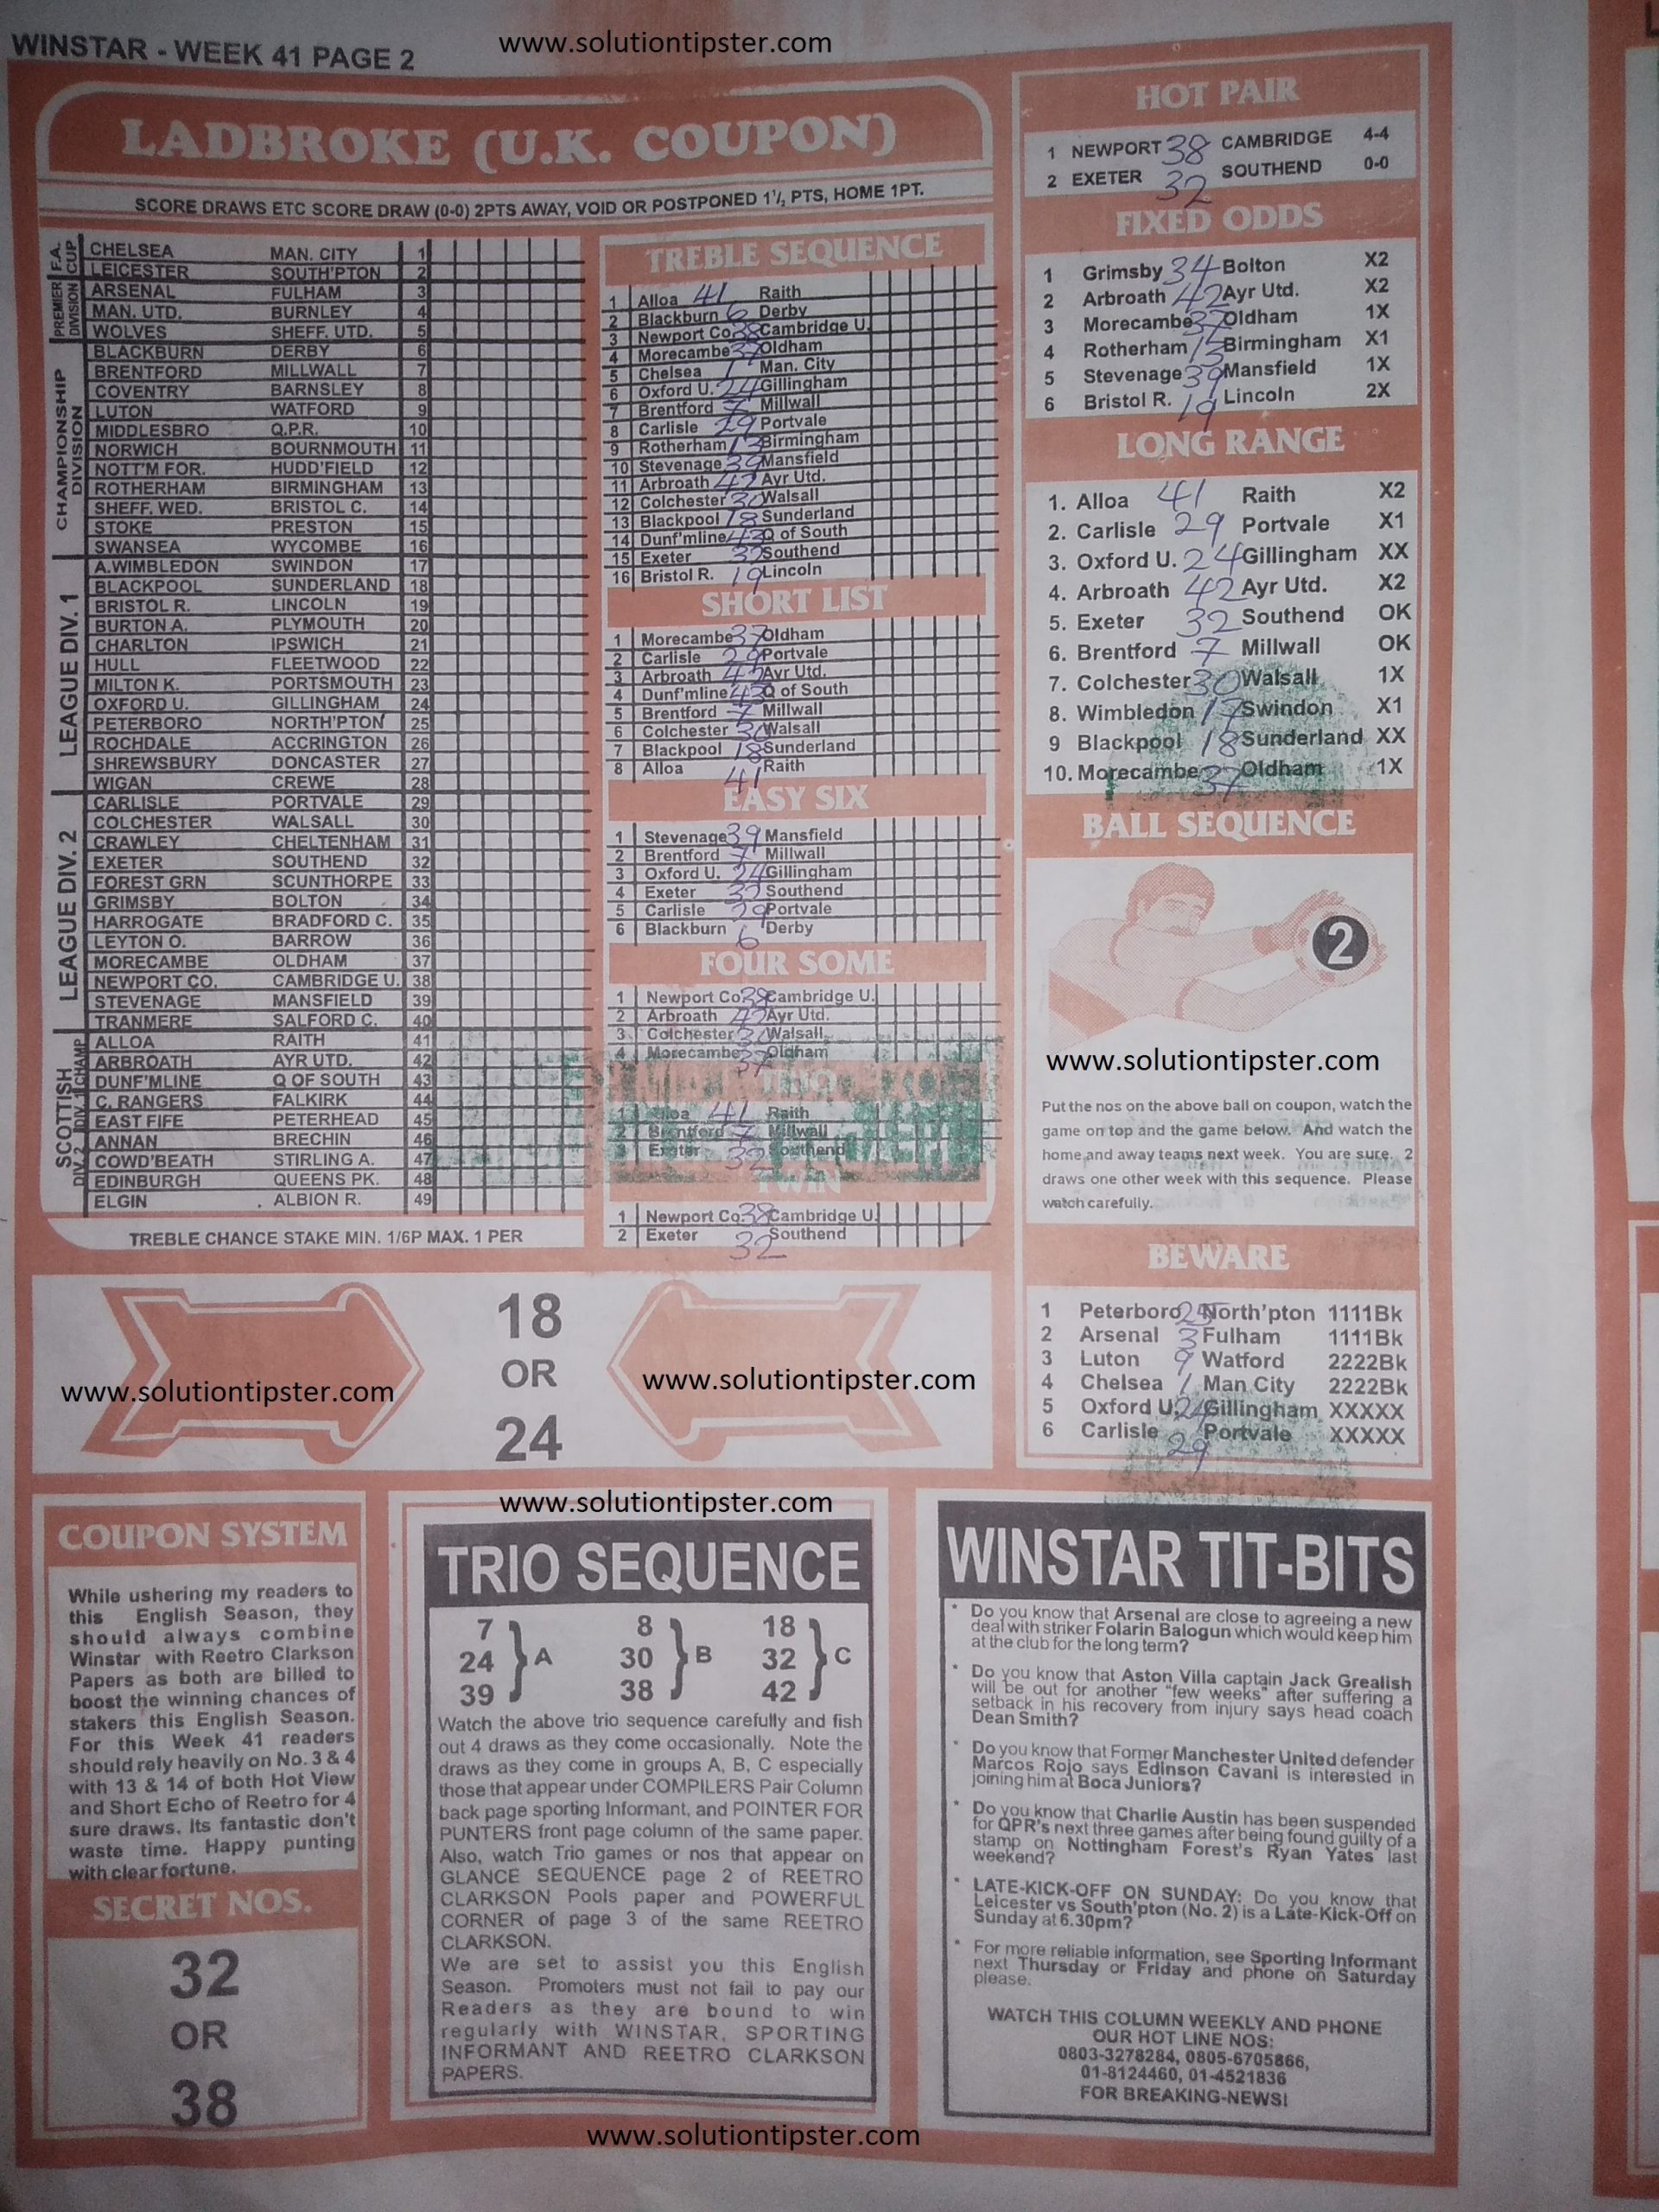 WINSTAR - WEEK 41 PAGE 2
www.solutiontipster.com
LADBROKE (U.K. COUPON)
SCORE DRAWS ETC SCORE DRAW (0-0) 2PTS AWAY, VOID OR POSTPONED 1½ PTS, HOME 1PT.
F.A. CUP
CHELSEA MAN. CITY 1
LEICESTER SOUTH'PTON 2
PREMIER DIVISION
ARSENAL FULHAM 3
MAN. UTD. BURNLEY 4
WOLVES SHEFF. UTD. 5
CHAMPIONSHIP DIVISION
BLACKBURN DERBY 6
BRENTFORD MILLWALL 7
COVENTRY BARNSLEY 8
LUTON WATFORD 9
MIDDLESBRO Q.P.R. 10
NORWICH BOURNMOUTH 11
NOTT'M FOR. HUDD'FIELD 12
ROTHERHAM BIRMINGHAM 13
SHEFF. WED. BRISTOL C. 14
STOKE PRESTON 15
SWANSEA WYCOMBE 16
LEAGUE DIV. 1
A.WIMBLEDON SWINDON 17
BLACKPOOL SUNDERLAND 18
BRISTOL R. LINCOLN 19
BURTON A. PLYMOUTH 20
CHARLTON IPSWICH 21
HULL FLEETWOOD 22
MILTON K. PORTSMOUTH 23
OXFORD U. GILLINGHAM 24
PETERBORO NORTH'PTON 25
ROCHDALE ACCRINGTON 26
SHREWSBURY DONCASTER 27
WIGAN CREWE 28
LEAGUE DIV. 2
CARLISLE PORTVALE 29
COLCHESTER WALSALL 30
CRAWLEY CHELTENHAM 31
EXETER SOUTHEND 32
FOREST GRN SCUNTHORPE 33
GRIMSBY BOLTON 34
HARROGATE BRADFORD C. 35
LEYTON O. BARROW 36
MORECAMBE OLDHAM 37
NEWPORT CO. CAMBRIDGE U. 38
STEVENAGE MANSFIELD 39
TRANMERE SALFORD C. 40
SCOTTISH
DIV. 2 DIV. 1 CHAMP
ALLOA RAITH 41
ARBROATH AYR UTD. 42
DUNF'MLINE Q OF SOUTH 43
C. RANGERS FALKIRK 44
EAST FIFE PETERHEAD 45
ANNAN BRECHIN 46
COWD'BEATH STIRLING A. 47
EDINBURGH QUEENS PK. 48
ELGIN . ALBION R. 49
TREBLE CHANCE STAKE MIN. 1/6P MAX. 1 PER
TREBLE SEQUENCE
1 Alloa 41 Raith
2 Blackburn 6 Derby
3 Newport Co 38 Cambridge U.
4 Morecambe 37 Oldham
5 Chelsea 1 Man. City
6 Oxford U. 24 Gillingham
7 Brentford 7 Millwall
8 Carlisle 29 Portvale
9 Rotherham 13 Birmingham
10 Stevenage 39 Mansfield
11 Arbroath 42 Ayr Utd.
12 Colchester 30 Walsall
13 Blackpool 18 Sunderland
14 Dunf'mline 43 Q of South
15 Exeter 32 Southend
16 Bristol R. 19 Lincoln
SHORT LIST
1 Morecambe 37 Oldham
2 Carlisle 29 Portvale
3 Arbroath 42 Ayr Utd.
4 Dunf'mline 43 Q of South
5 Brentford 7 Millwall
6 Colchester 30 Walsall
7 Blackpool 18 Sunderland
8 Alloa 41 Raith
EASY SIX
1 Stevenage 39 Mansfield
2 Brentford 7 Millwall
3 Oxford U. 24 Gillingham
4 Exeter 32 Southend
5 Carlisle 29 Portvale
6 Blackburn 6 Derby
FOUR SOME
1 Newport Co. 38 Cambridge U.
2 Arbroath 42 Ayr Utd.
3 Colchester 30 Walsall
4 Morecambe 37 Oldham
TRIO
1 Alloa 41 Raith
2 Brentford 7 Millwall
3 Exeter 32 Southend
TWIN
1 Newport Co. 38 Cambridge U.
2 Exeter 32 Southend
HOT PAIR
1 NEWPORT 38 CAMBRIDGE 4-4
2 EXETER 32 SOUTHEND 0-0
FIXED ODDS
1 Grimsby 34 Bolton X2
2 Arbroath 42 Ayr Utd. X2
3 Morecambe 37 Oldham 1X
4 Rotherham 13 Birmingham X1
5 Stevenage 39 Mansfield 1X
6 Bristol R. 19 Lincoln 2X
LONG RANGE
1. Alloa 41 Raith X2
2. Carlisle 29 Portvale X1
3. Oxford U. 24 Gillingham XX
4. Arbroath 42 Ayr Utd. X2
5. Exeter 32 Southend OK
6. Brentford 7 Millwall OK
7. Colchester 30 Walsall 1X
8. Wimbledon 17 Swindon X1
9 Blackpool 18 Sunderland XX
10. Morecambe 37 Oldham 1X
BALL SEQUENCE
2
www.solutiontipster.com
Put the nos on the above ball on coupon, watch the
game on top and the game below. And watch the
home and away teams next week. You are sure. 2
draws one other week with this sequence. Please
watch carefully.
BEWARE
1 Peterboro 25 North'pton 1111Bk
2 Arsenal 3 Fulham 1111Bk
3 Luton 9 Watford 2222Bk
4 Chelsea 1 Man City 2222Bk
5 Oxford U. 24 Gillingham XXXXX
6 Carlisle 29 Portvale XXXXX
18
OR
24
www.solutiontipster.com
www.solutiontipster.com
www.solutiontipster.com
COUPON SYSTEM
While ushering my readers to
this English Season, they
should always combine
Winstar with Reetro Clarkson
Papers as both are billed to
boost the winning chances of
stakers this English Season.
For this Week 41 readers
should rely heavily on No. 3 & 4
with 13 & 14 of both Hot View
and Short Echo of Reetro for 4
sure draws. Its fantastic don't
waste time. Happy punting
with clear fortune.
SECRET NOS.
32
OR
38
TRIO SEQUENCE
7 8 18
24 A 30 B 32 C
39 38 42
Watch the above trio sequence carefully and fish
out 4 draws as they come occasionally. Note the
draws as they come in groups A, B, C especially
those that appear under COMPILERS Pair Column
back page sporting Informant, and POINTER FOR
PUNTERS front page column of the same paper.
Also, watch Trio games or nos that appear on
GLANCE SEQUENCE page 2 of REETRO
CLARKSON Pools paper and POWERFUL
CORNER of page 3 of the same REETRO
CLARKSON.
We are set to assist you this English
Season. Promoters must not fail to pay our
Readers as they are bound to win
regularly with WINSTAR, SPORTING
INFORMANT AND REETRO CLARKSON
PAPERS.
WINSTAR TIT-BITS
* Do you know that Arsenal are close to agreeing a new
deal with striker Folarin Balogun which would keep him
at the club for the long term?
* Do you know that Aston Villa captain Jack Grealish
will be out for another "few weeks" after suffering a
setback in his recovery from injury says head coach
Dean Smith?
* Do you know that Former Manchester United defender
Marcos Rojo says Edinson Cavani is interested in
joining him at Boca Juniors?
* Do you know that Charlie Austin has been suspended
for QPR's next three games after being found guilty of a
stamp on Nottingham Forest's Ryan Yates last
weekend?
* LATE-KICK-OFF ON SUNDAY: Do you know that
Leicester vs South'pton (No. 2) is a Late-Kick-Off on
Sunday at 6.30pm?
* For more reliable information, see Sporting Informant
next Thursday or Friday and phone on Saturday
please.
WATCH THIS COLUMN WEEKLY AND PHONE
OUR HOT LINE NOS:
0803-3278284, 0805-6705866,
01-8124460, 01-4521836
FOR BREAKING-NEWS!
www.solutiontipster.com